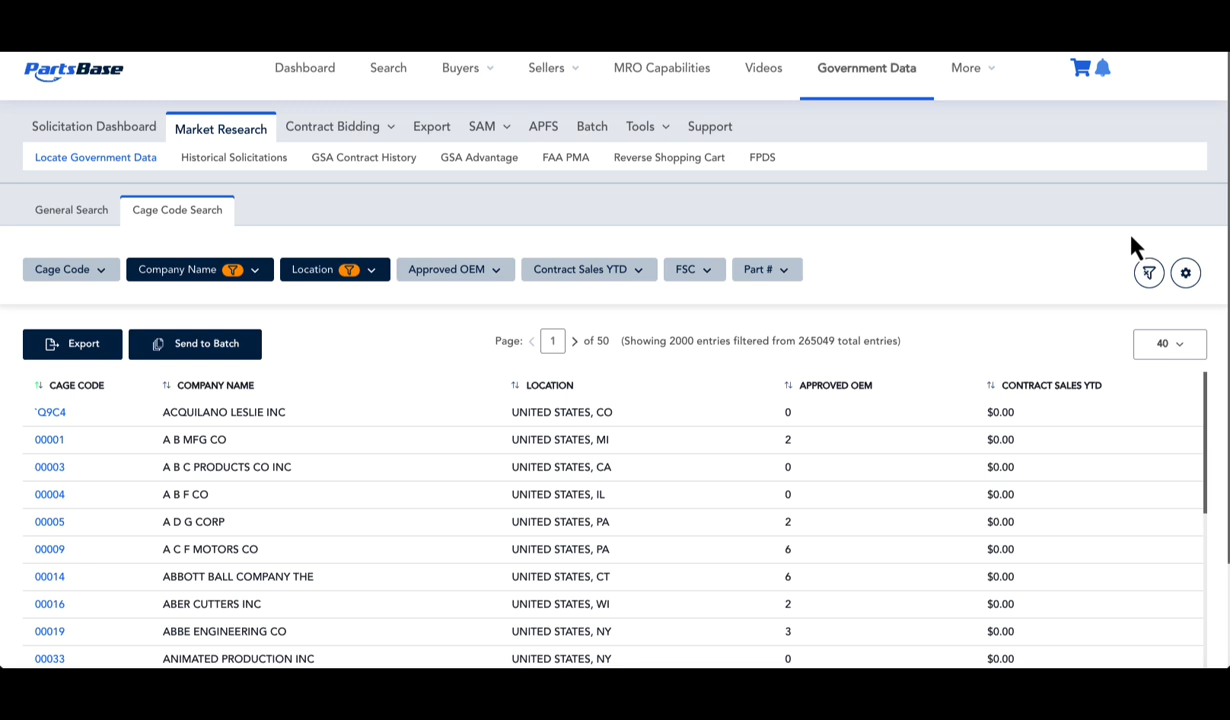 PartsBase Dashboard Search Buyers Sellers MRO Capabilities Videos Government Data More
Solicitation Dashboard Market Research Contract Bidding Export SAM APFS Batch Tools Support
Locate Government Data Historical Solicitations GSA Contract History GSA Advantage FAA PMA Reverse Shopping Cart FPDS
General Search Cage Code Search
Cage Code Company Name Location Approved OEM Contract Sales YTD FSC Part #
Export Send to Batch Page: 1 of 50 (Showing 2000 entries filtered from 265049 total entries) 40
CAGE CODE COMPANY NAME LOCATION APPROVED OEM CONTRACT SALES YTD
`Q9C4 ACQUILANO LESLIE INC UNITED STATES, CO 0 $0.00
00001 A B MFG CO UNITED STATES, MI 2 $0.00
00003 A B C PRODUCTS CO INC UNITED STATES, CA 0 $0.00
00004 A B F CO UNITED STATES, IL 0 $0.00
00005 A D G CORP UNITED STATES, PA 2 $0.00
00009 A C F MOTORS CO UNITED STATES, PA 6 $0.00
00014 ABBOTT BALL COMPANY THE UNITED STATES, CT 6 $0.00
00016 ABER CUTTERS INC UNITED STATES, WI 2 $0.00
00019 ABBE ENGINEERING CO UNITED STATES, NY 3 $0.00
00033 ANIMATED PRODUCTION INC UNITED STATES, NY 0 $0.00